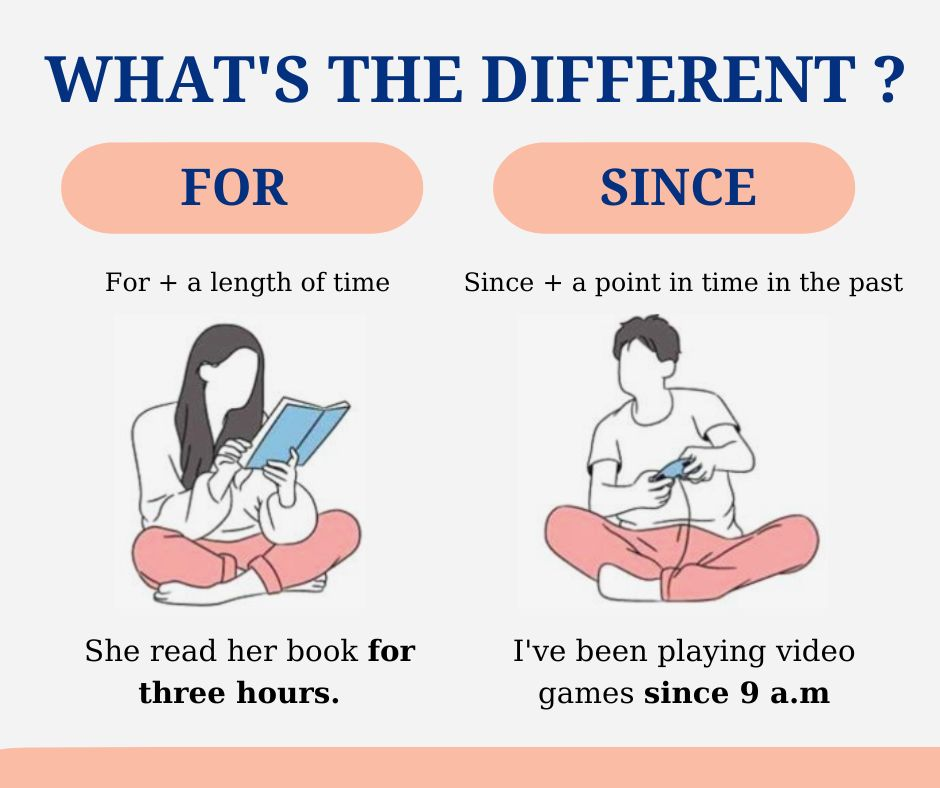 WHAT'S THE DIFFERENT ?
FOR
SINCE
For + a length of time
Since + a point in time in the past
She read her book for
three hours.
I've been playing video
games since 9 a.m